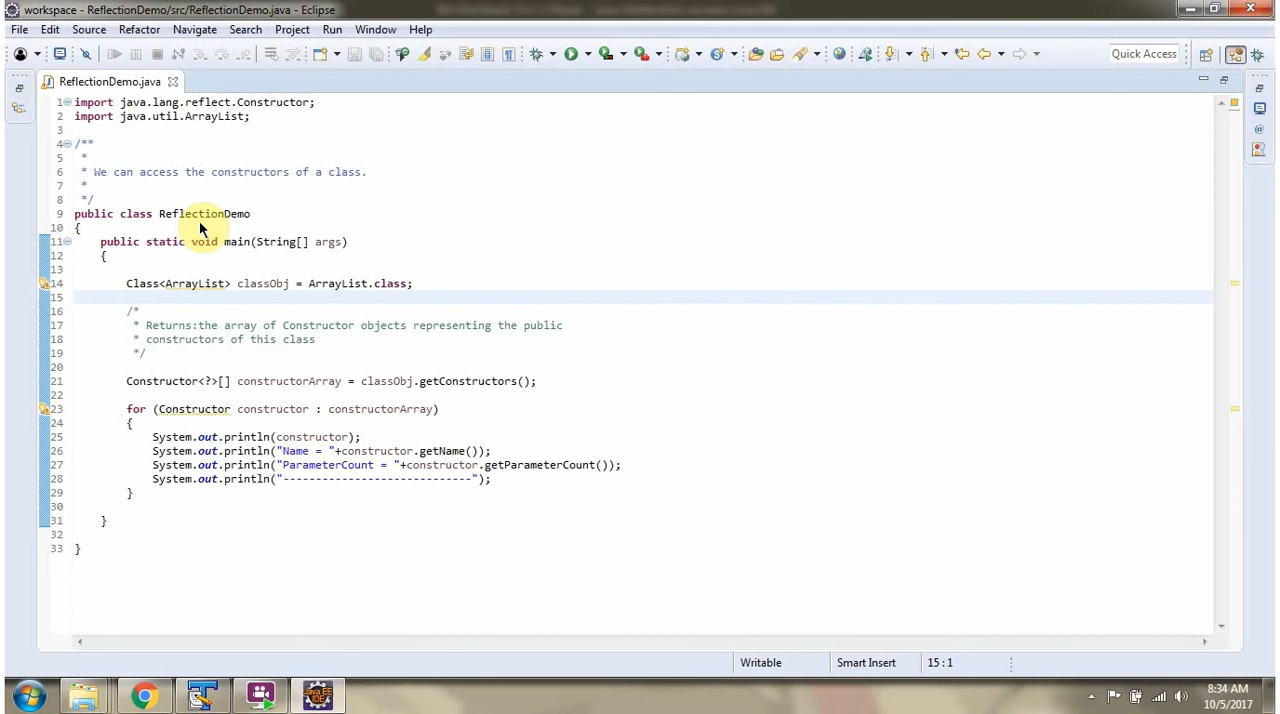 workspace - ReflectionDemo/src/ReflectionDemo.java - Eclipse
File Edit Source Refactor Navigate Search Project Run Window Help
Quick Access
ReflectionDemo.java
1 import java.lang.reflect.Constructor;
2 import java.util.ArrayList;
3
4 /**
5 *
6 * We can access the constructors of a class.
7 *
8 */
9 public class ReflectionDemo
10 {
11 public static void main(String[] args)
12 {
13
14 Class<ArrayList> classObj = ArrayList.class;
15
16 /*
17 * Returns:the array of Constructor objects representing the public
18 * constructors of this class
19 */
20
21 Constructor<?>[] constructorArray = classObj.getConstructors();
22
23 for (Constructor constructor : constructorArray)
24 {
25 System.out.println(constructor);
26 System.out.println("Name = "+constructor.getName());
27 System.out.println("ParameterCount = "+constructor.getParameterCount());
28 System.out.println("-----------------------------");
29 }
30
31 }
32
33 }
Writable Smart Insert 15 : 1
Java EE
IDE
8:34 AM
10/5/2017